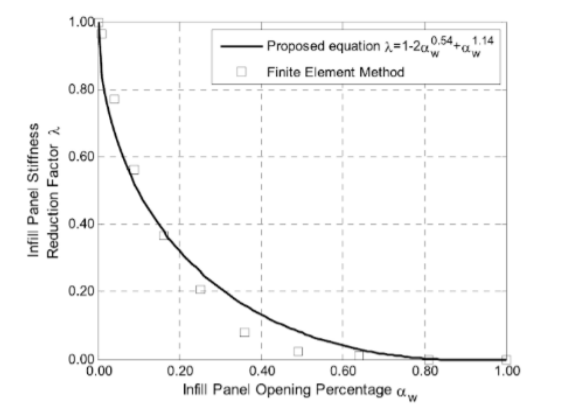 1.00
0.80
0.60
0.40
0.20
0.00
Infill Panel Stiffness
Reduction Factor λ
Proposed equation λ=1-2α_w^0.54+α_w^1.14
Finite Element Method
0.00 0.20 0.40 0.60 0.80 1.00
Infill Panel Opening Percentage α_w